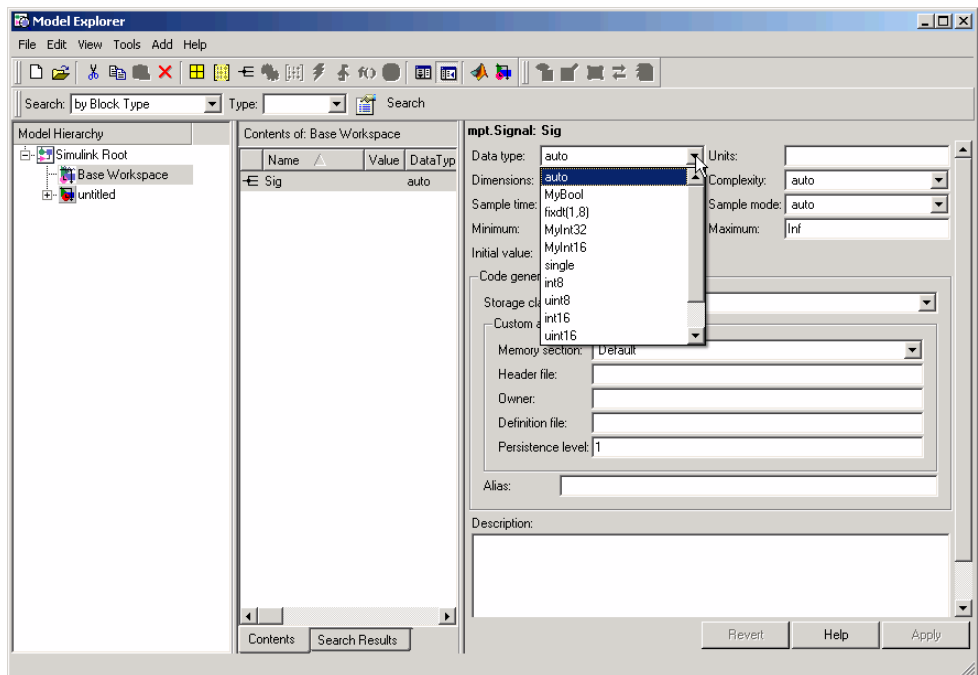 Model Explorer
File Edit View Tools Add Help
Search: by Block Type Type: Search
Model Hierarchy
Simulink Root
Base Workspace
untitled
Contents of: Base Workspace
Name Value DataTyp
Sig auto
Contents Search Results
mpt.Signal: Sig
Data type: auto Units:
Dimensions: Complexity: auto
Sample time: Sample mode: auto
Minimum: Maximum: Inf
Initial value:
auto
MyBool
fixdt(1,8)
MyInt32
MyInt16
single
int8
uint8
int16
uint16
Code gener
Storage cla
Custom a
Memory section: Default
Header file:
Owner:
Definition file:
Persistence level: 1
Alias:
Description:
Revert Help Apply